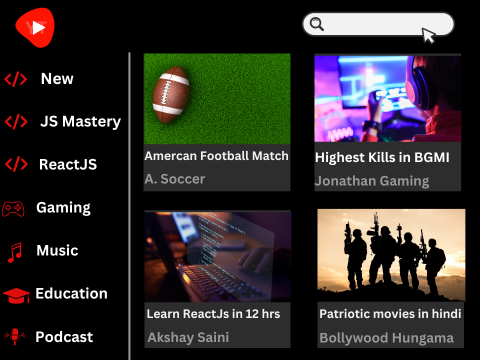 New
JS Mastery
ReactJS
Gaming
Music
Education
Podcast
Amercan Football Match
A. Soccer
Highest Kills in BGMI
Jonathan Gaming
Learn ReactJs in 12 hrs
Akshay Saini
Patriotic movies in hindi
Bollywood Hungama